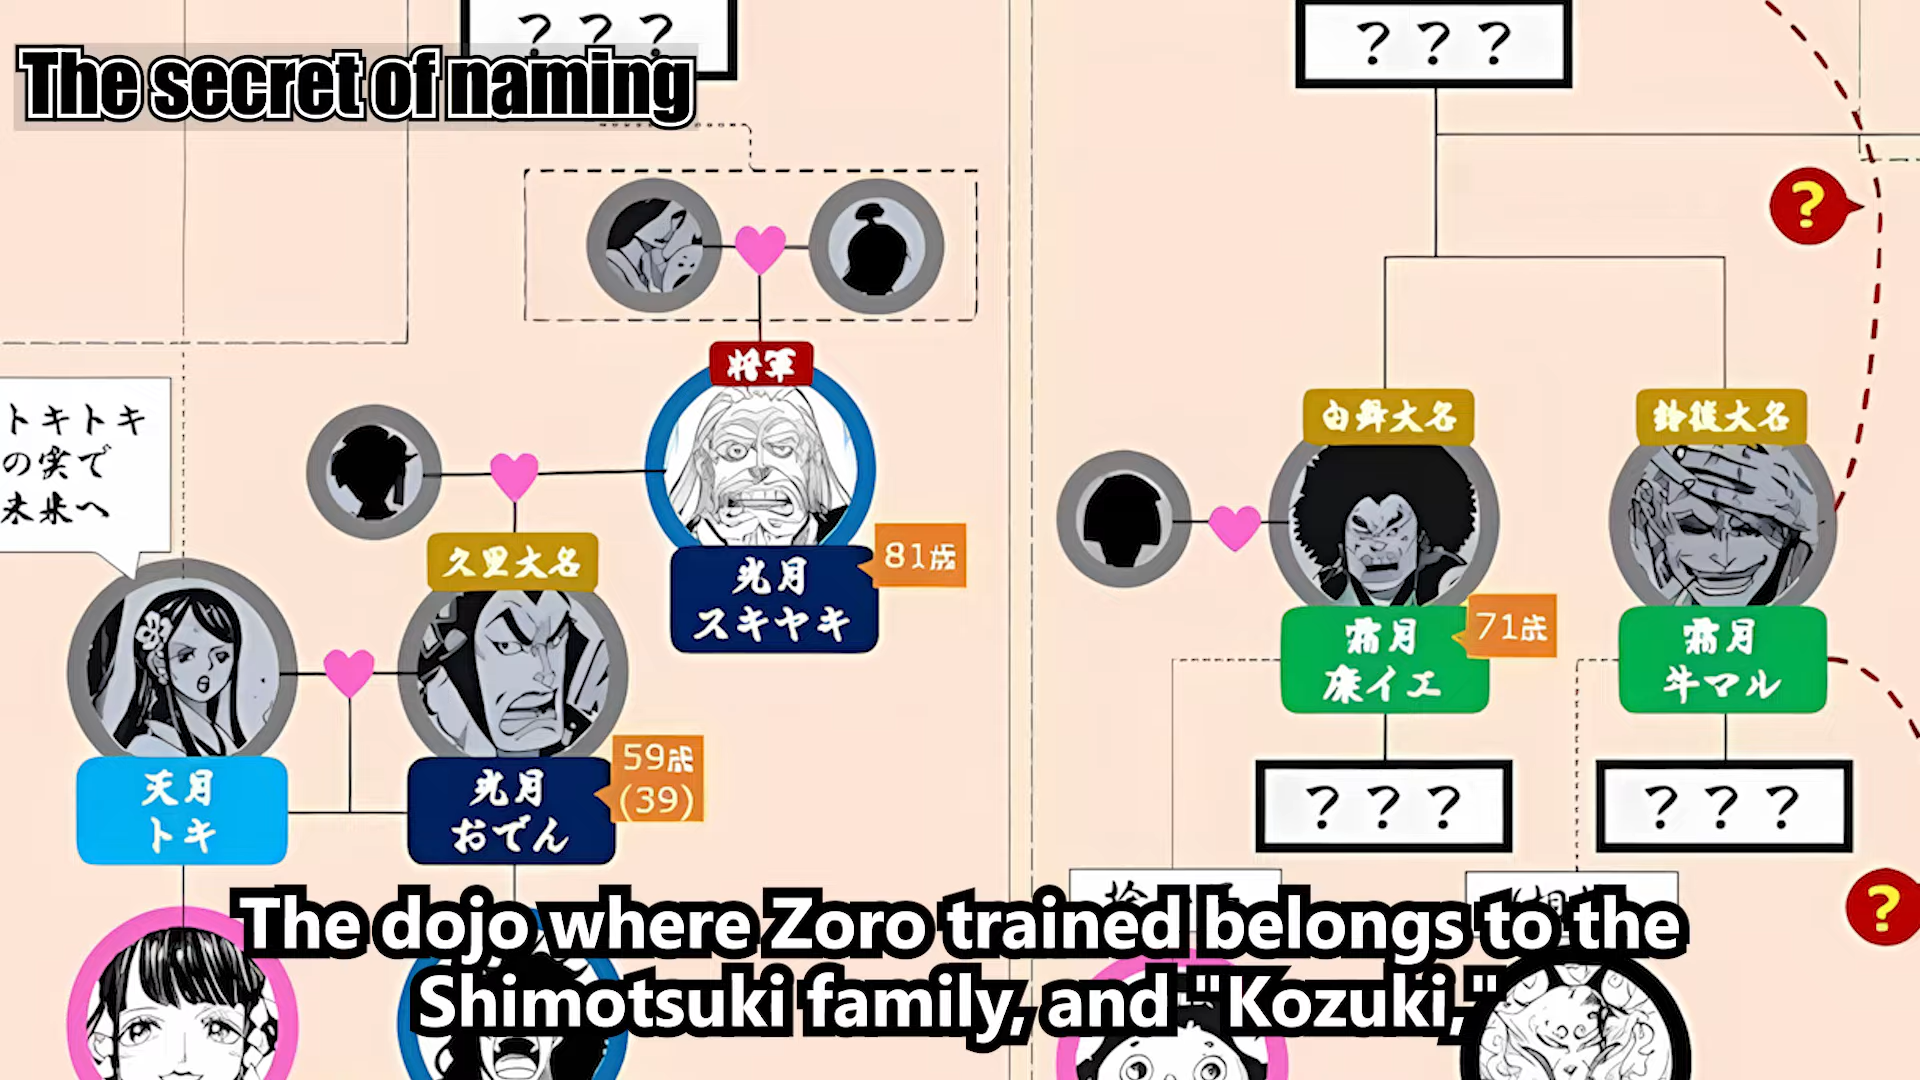 ？？？
？？？
The secret of naming
?
将軍
白舞大名
鈴後大名
トキトキ
の実で
未来へ
久里大名
81歳
光月
スキヤキ
71歳
霜月
康イエ
霜月
牛マル
59歳
(39)
天月
トキ
光月
おでん
？？？
？？？
?
The dojo where Zoro trained belongs to the
Shimotsuki family, and "Kozuki,"